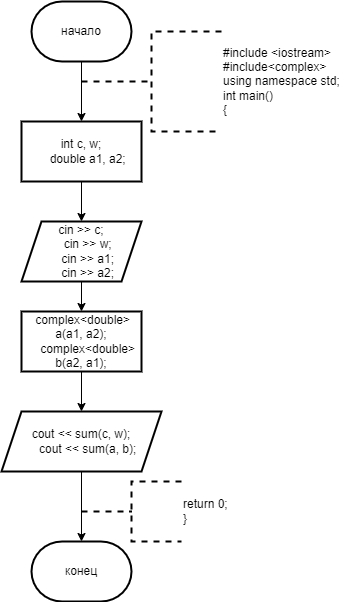 начало
#include <iostream>
#include<complex>
using namespace std;
int main()
{
int c, w;
double a1, a2;
cin >> c;
cin >> w;
cin >> a1;
cin >> a2;
complex<double>
a(a1, a2);
complex<double>
b(a2, a1);
cout << sum(c, w);
cout << sum(a, b);
return 0;
}
конец